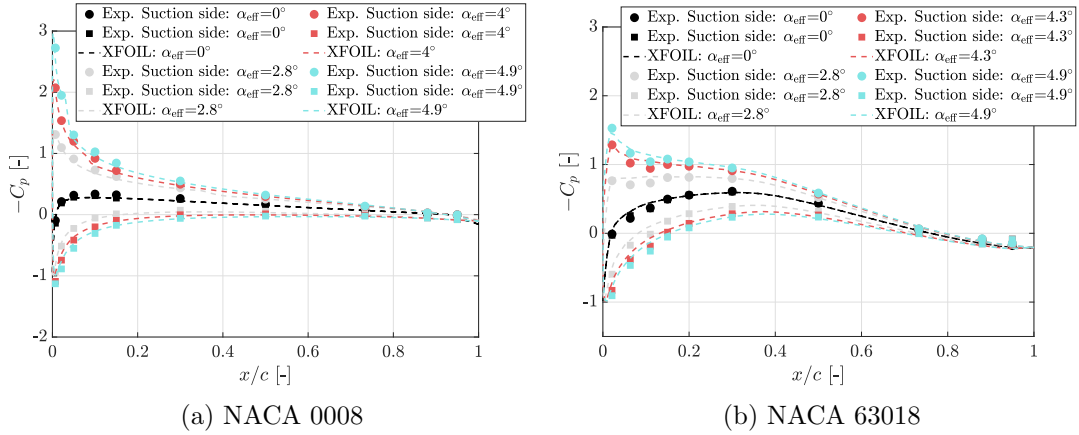 Exp. Suction side: αeff=0°
Exp. Suction side: αeff=0°
XFOIL: αeff=0°
Exp. Suction side: αeff=2.8°
Exp. Suction side: αeff=2.8°
XFOIL: αeff=2.8°
Exp. Suction side: αeff=4°
Exp. Suction side: αeff=4°
XFOIL: αeff=4°
Exp. Suction side: αeff=4.9°
Exp. Suction side: αeff=4.9°
XFOIL: αeff=4.9°
3
2
1
0
-1
-2
−Cp [-]
0 0.2 0.4 0.6 0.8 1
x/c [-]
(a) NACA 0008
Exp. Suction side: αeff=0°
Exp. Suction side: αeff=0°
XFOIL: αeff=0°
Exp. Suction side: αeff=2.8°
Exp. Suction side: αeff=2.8°
XFOIL: αeff=2.8°
Exp. Suction side: αeff=4.3°
Exp. Suction side: αeff=4.3°
XFOIL: αeff=4.3°
Exp. Suction side: αeff=4.9°
Exp. Suction side: αeff=4.9°
XFOIL: αeff=4.9°
3
2
1
0
-1
−Cp [-]
0 0.2 0.4 0.6 0.8 1
x/c [-]
(b) NACA 63018